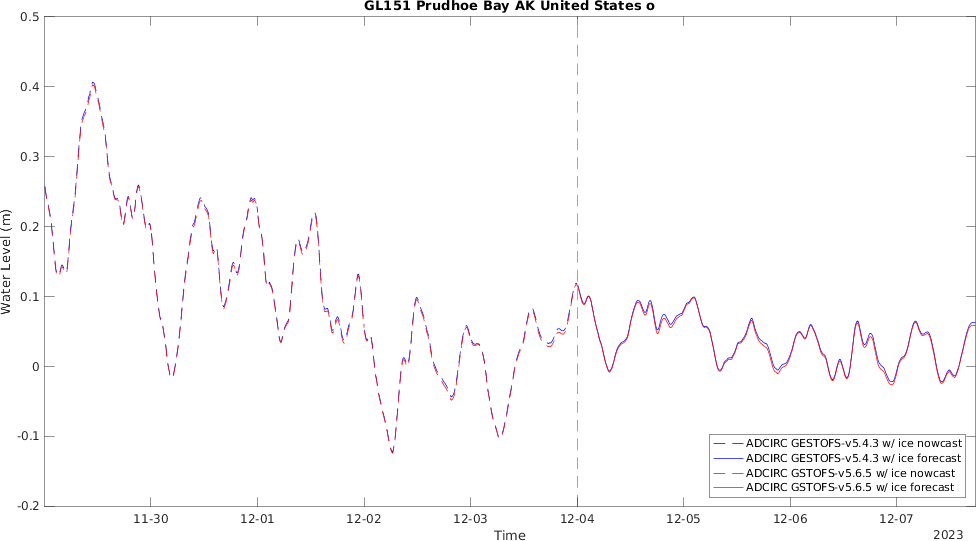 GL151 Prudhoe Bay AK United States o
Water Level (m)
0.5
0.4
0.3
0.2
0.1
0
-0.1
-0.2
11-30 12-01 12-02 12-03 12-04 12-05 12-06 12-07
Time
2023
ADCIRC GESTOFS-v5.4.3 w/ ice nowcast
ADCIRC GESTOFS-v5.4.3 w/ ice forecast
ADCIRC GSTOFS-v5.6.5 w/ ice nowcast
ADCIRC GSTOFS-v5.6.5 w/ ice forecast